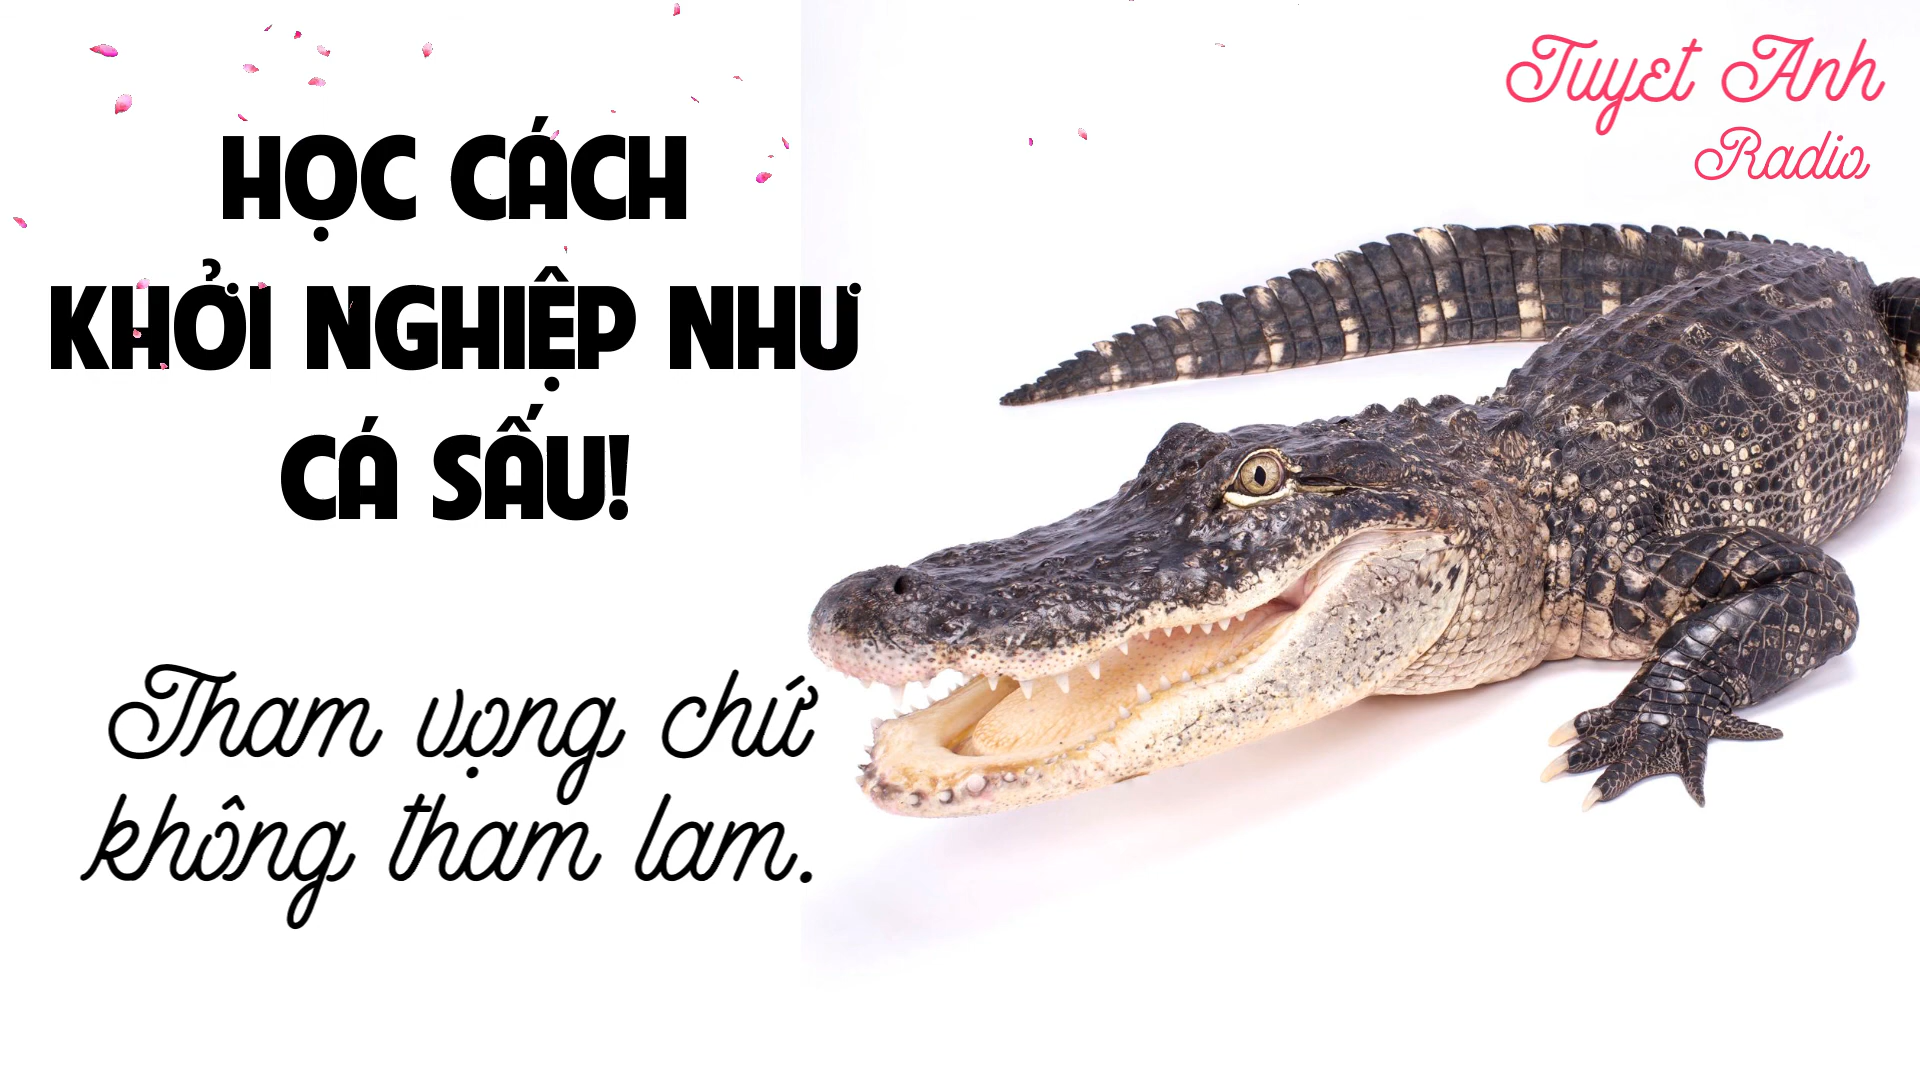 HỌC CÁCH
KHỞI NGHIỆP NHƯ
CÁ SẤU!
Tham vọng chứ
không tham lam.
Tuyet Anh
Radio